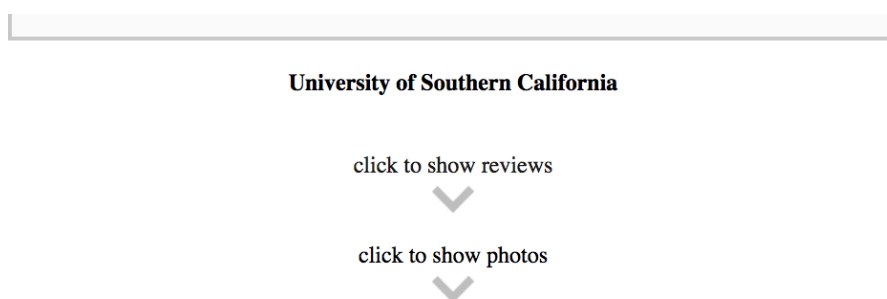 University of Southern California
click to show reviews
click to show photos